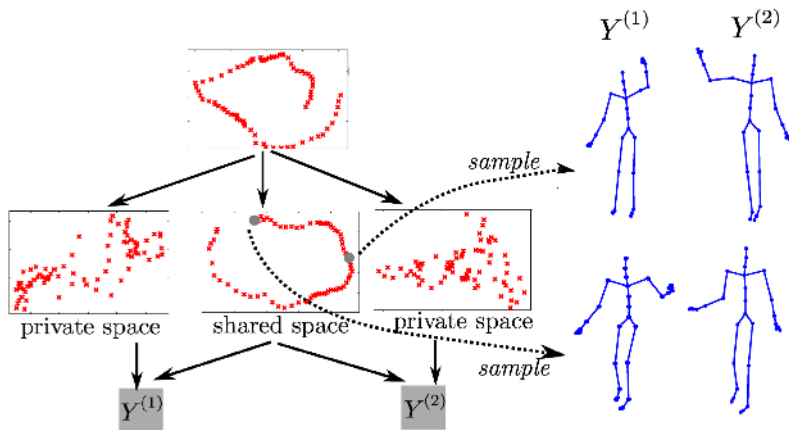 Y(1) Y(2)
sample
private space
shared space
private space
sample
Y(1)
Y(2)